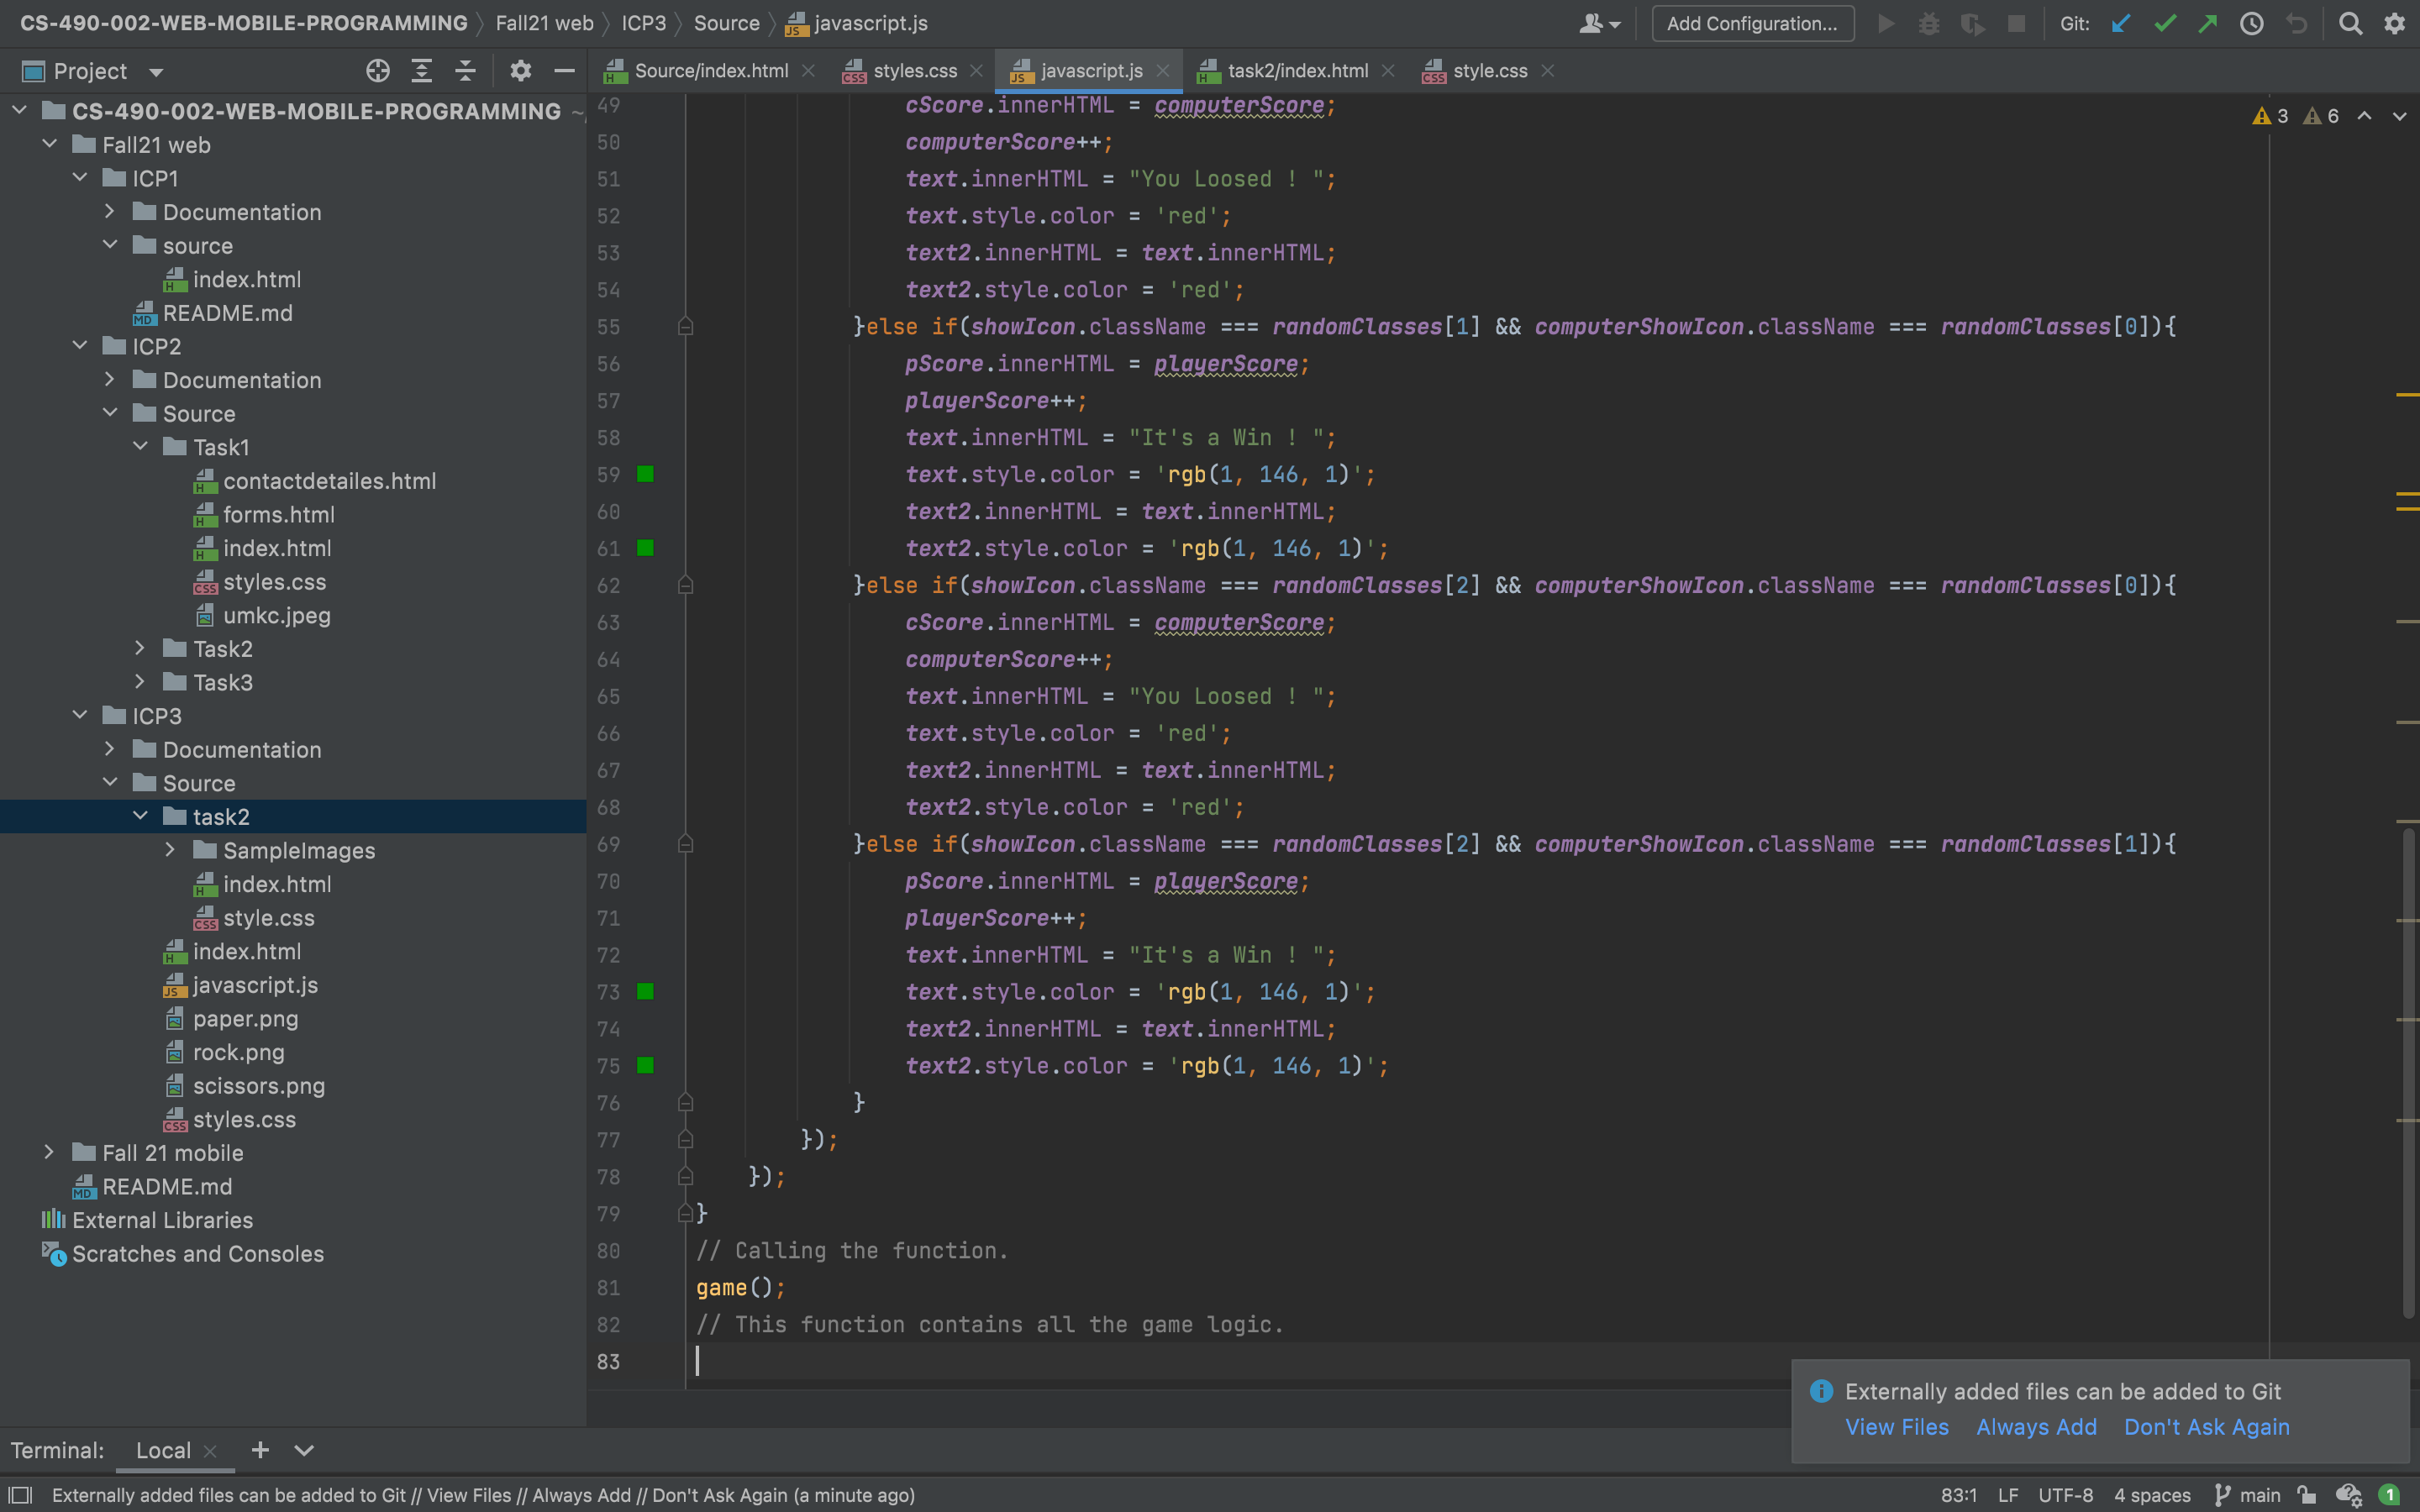 CS-490-002-WEB-MOBILE-PROGRAMMING Fall21 web ICP3 Source javascript.js Add Configuration... Git:
Project Source/index.html styles.css javascript.js task2/index.html style.css
CS-490-002-WEB-MOBILE-PROGRAMMING ~/
Fall21 web
ICP1
Documentation
source
index.html
README.md
ICP2
Documentation
Source
Task1
contactdetailes.html
forms.html
index.html
styles.css
umkc.jpeg
Task2
Task3
ICP3
Documentation
Source
task2
SampleImages
index.html
style.css
index.html
javascript.js
paper.png
rock.png
scissors.png
styles.css
Fall 21 mobile
README.md
External Libraries
Scratches and Consoles
3 6
49 cScore.innerHTML = computerScore;
50 computerScore++;
51 text.innerHTML = "You Loosed ! ";
52 text.style.color = 'red';
53 text2.innerHTML = text.innerHTML;
54 text2.style.color = 'red';
55 }else if(showIcon.className === randomClasses[1] && computerShowIcon.className === randomClasses[0]){
56 pScore.innerHTML = playerScore;
57 playerScore++;
58 text.innerHTML = "It's a Win ! ";
59 text.style.color = 'rgb(1, 146, 1)';
60 text2.innerHTML = text.innerHTML;
61 text2.style.color = 'rgb(1, 146, 1)';
62 }else if(showIcon.className === randomClasses[2] && computerShowIcon.className === randomClasses[0]){
63 cScore.innerHTML = computerScore;
64 computerScore++;
65 text.innerHTML = "You Loosed ! ";
66 text.style.color = 'red';
67 text2.innerHTML = text.innerHTML;
68 text2.style.color = 'red';
69 }else if(showIcon.className === randomClasses[2] && computerShowIcon.className === randomClasses[1]){
70 pScore.innerHTML = playerScore;
71 playerScore++;
72 text.innerHTML = "It's a Win ! ";
73 text.style.color = 'rgb(1, 146, 1)';
74 text2.innerHTML = text.innerHTML;
75 text2.style.color = 'rgb(1, 146, 1)';
76 }
77 });
78 });
79 }
80 // Calling the function.
81 game();
82 // This function contains all the game logic.
83
Externally added files can be added to Git
View Files Always Add Don't Ask Again
Terminal: Local
Externally added files can be added to Git // View Files // Always Add // Don't Ask Again (a minute ago) 83:1 LF UTF-8 4 spaces main 1